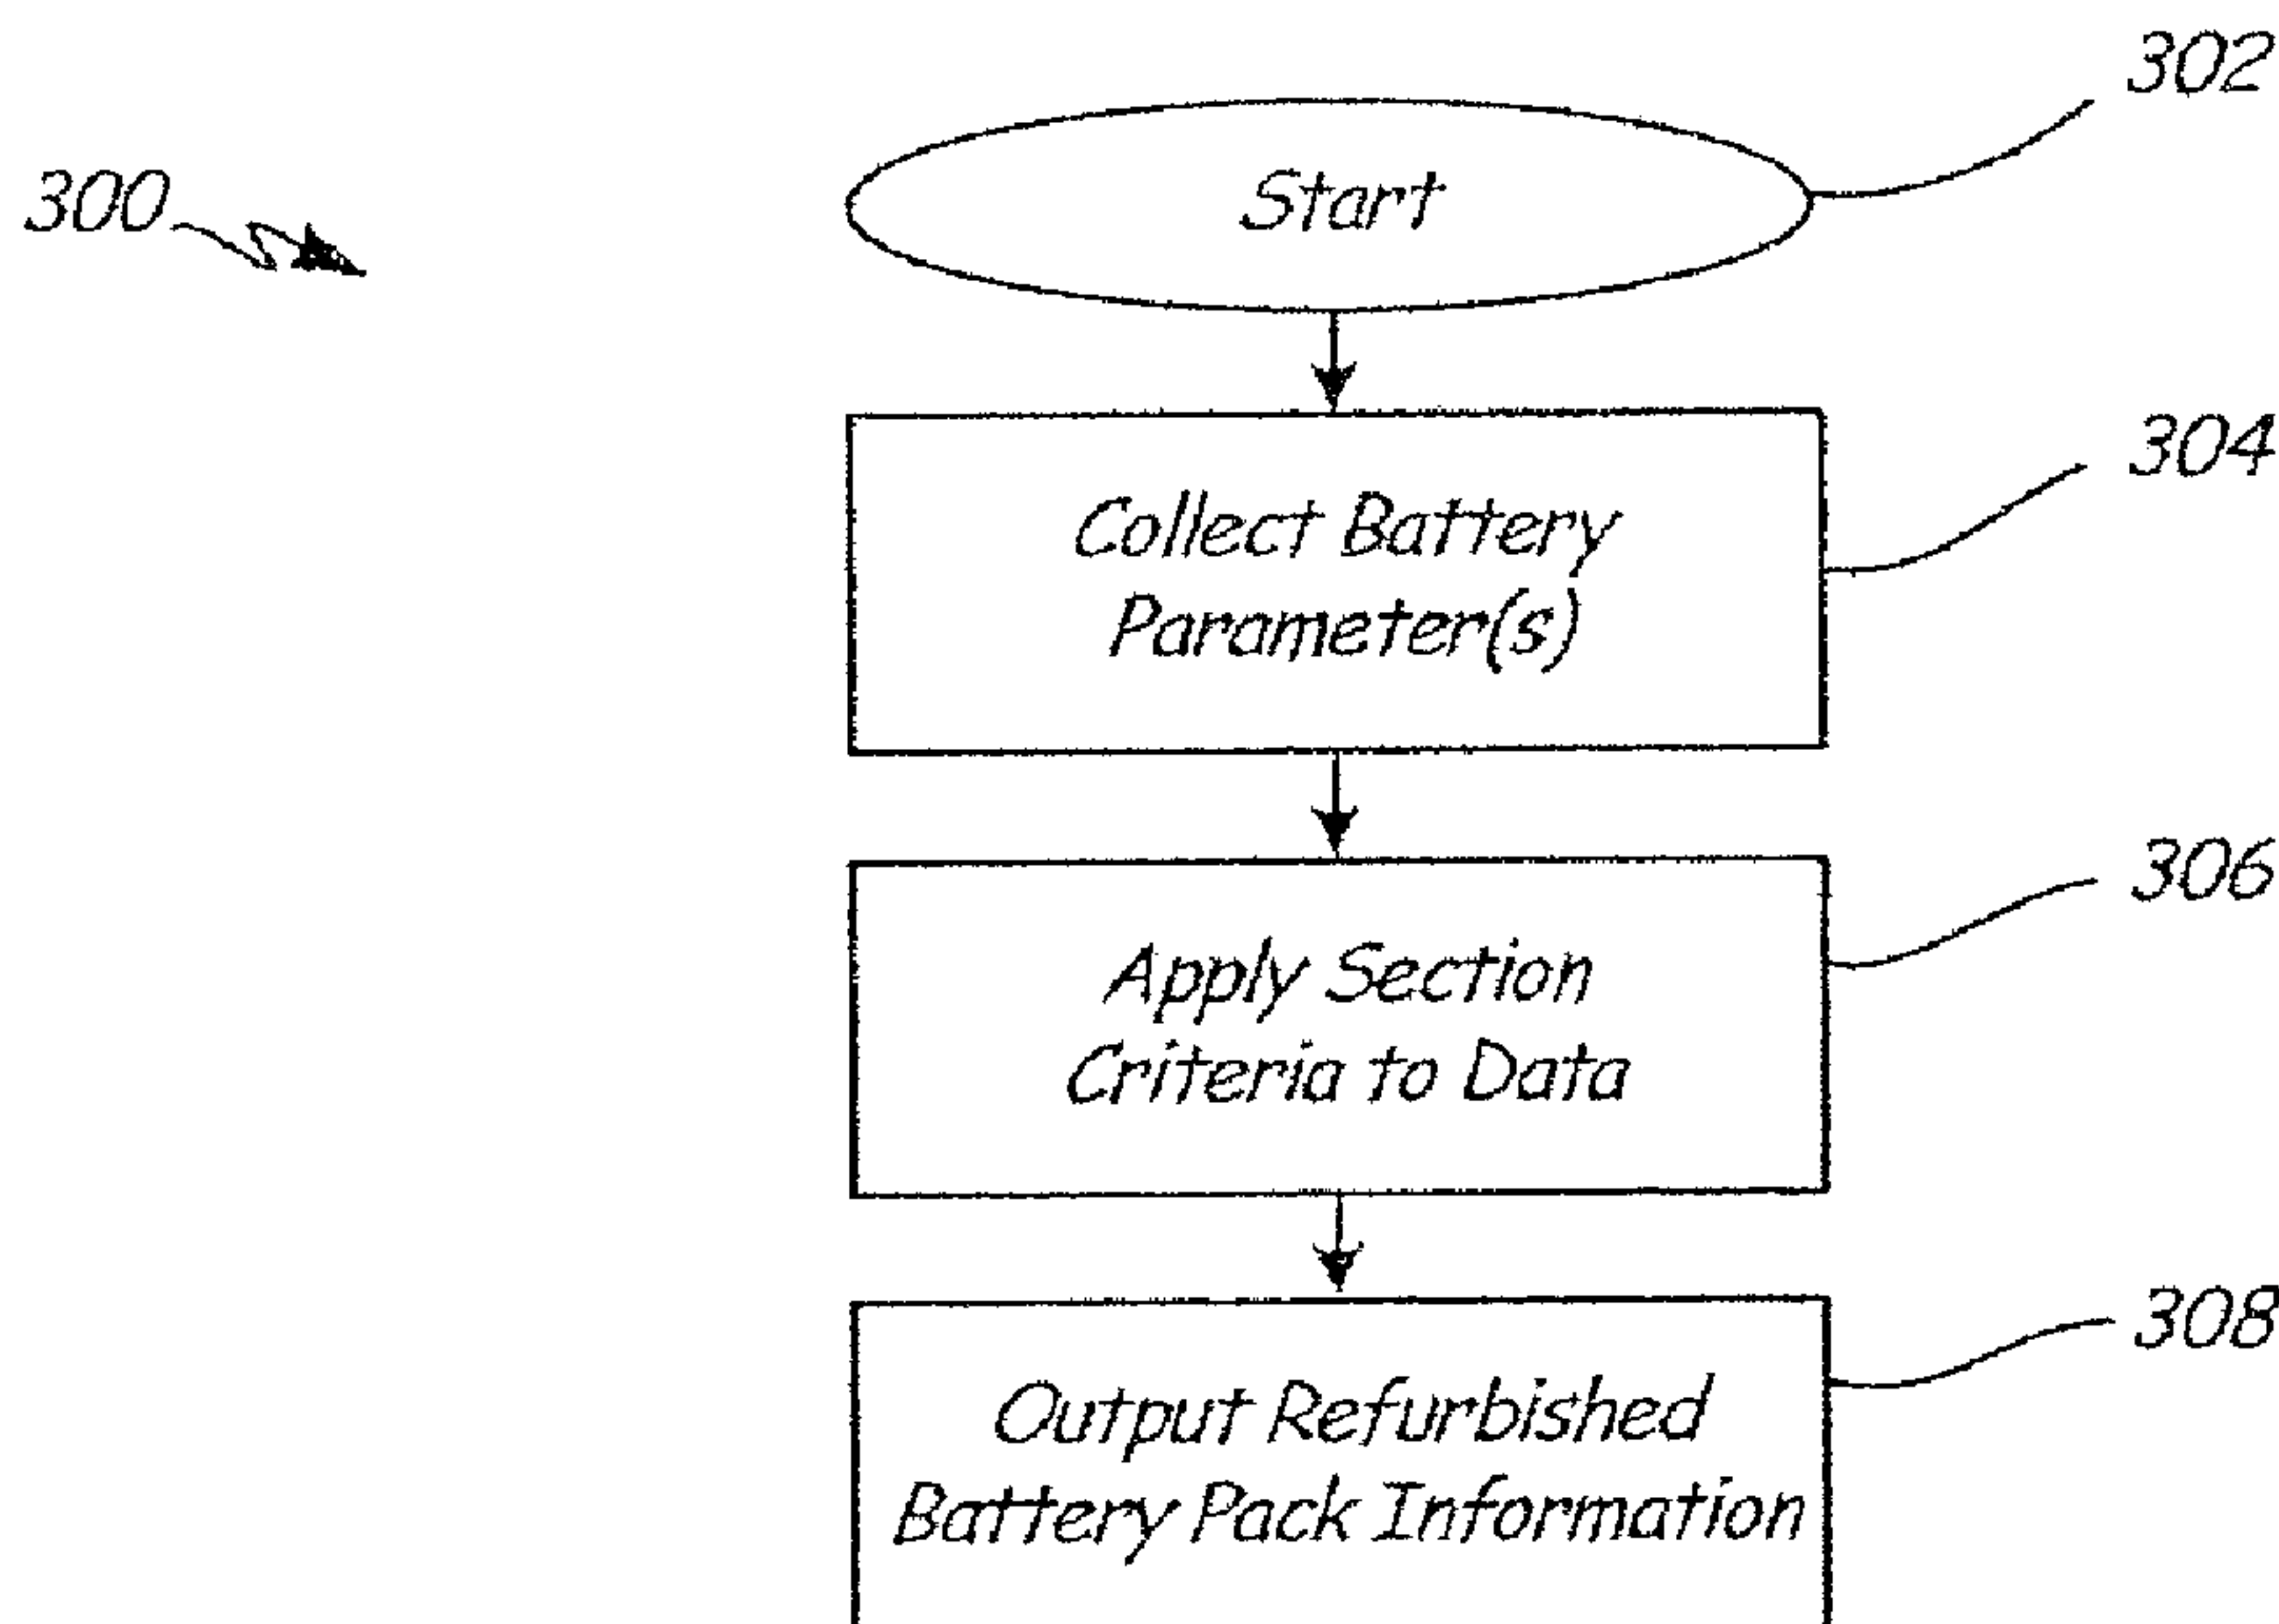 302
300
Start
304
Collect Battery
Parameter(s)
306
Apply Section
Criteria to Data
308
Output Refurbished
Battery Pack Information